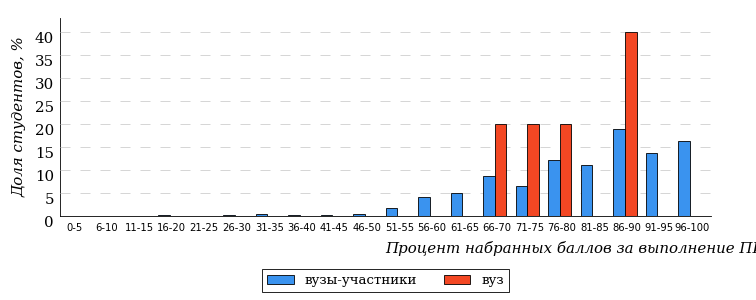 Доля студентов, %
40
35
30
25
20
15
10
5
0
0-5 6-10 11-15 16-20 21-25 26-30 31-35 36-40 41-45 46-50 51-55 56-60 61-65 66-70 71-75 76-80 81-85 86-90 91-95 96-100
Процент набранных баллов за выполнение
вузы-участники вуз